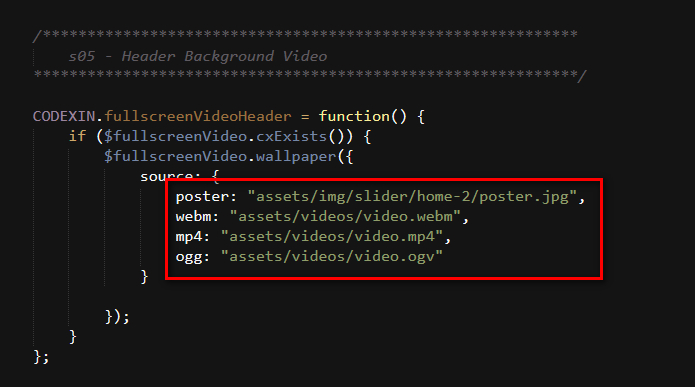 /************************************************************
s05 - Header Background Video
*************************************************************/
CODEXIN.fullscreenVideoHeader = function() {
if ($fullscreenVideo.cxExists()) {
$fullscreenVideo.wallpaper({
source: {
poster: "assets/img/slider/home-2/poster.jpg",
webm: "assets/videos/video.webm",
mp4: "assets/videos/video.mp4",
ogg: "assets/videos/video.ogv"
}
});
}
};